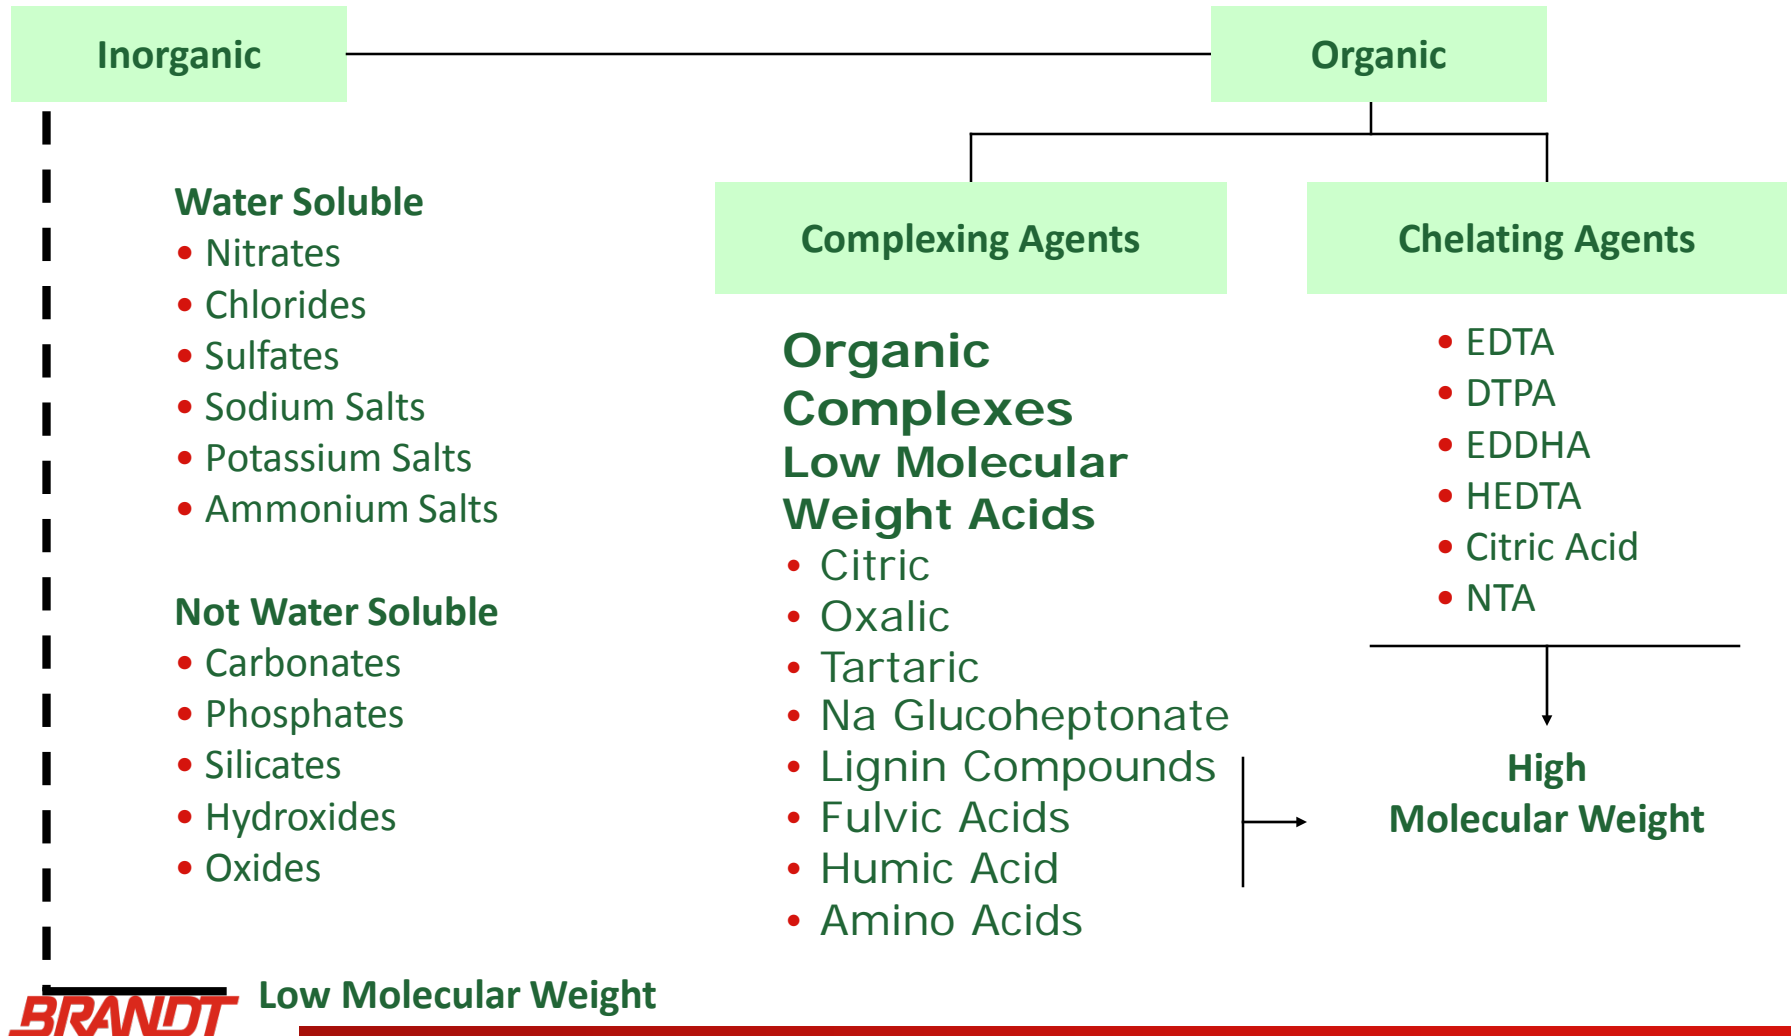 Inorganic
Organic
Water Soluble
• Nitrates
• Chlorides
• Sulfates
• Sodium Salts
• Potassium Salts
• Ammonium Salts
Not Water Soluble
• Carbonates
• Phosphates
• Silicates
• Hydroxides
• Oxides
Complexing Agents
Organic
Complexes
Low Molecular
Weight Acids
• Citric
• Oxalic
• Tartaric
• Na Glucoheptonate
• Lignin Compounds
• Fulvic Acids
• Humic Acid
• Amino Acids
Chelating Agents
• EDTA
• DTPA
• EDDHA
• HEDTA
• Citric Acid
• NTA
High
Molecular Weight
Low Molecular Weight
BRANDT